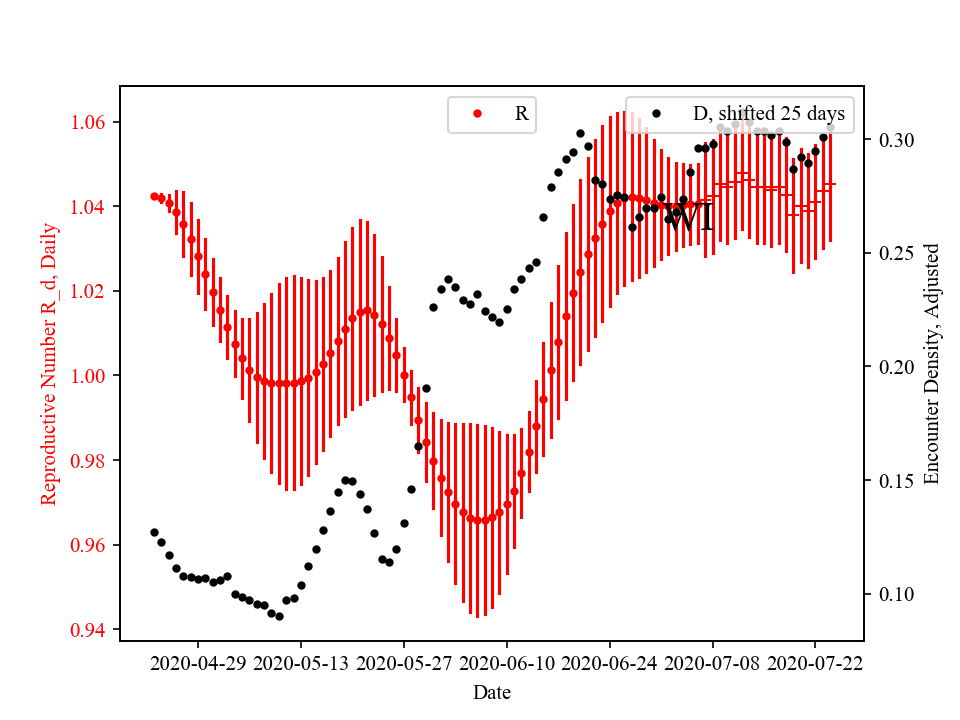 R
D, shifted 25 days
WI
Reproductive Number R_d, Daily
1.06
1.04
1.02
1.00
0.98
0.96
0.94
0.30
0.25
0.20
0.15
0.10
Encounter Density, Adjusted
2020-04-29 2020-05-13 2020-05-27 2020-06-10 2020-06-24 2020-07-08 2020-07-22
Date